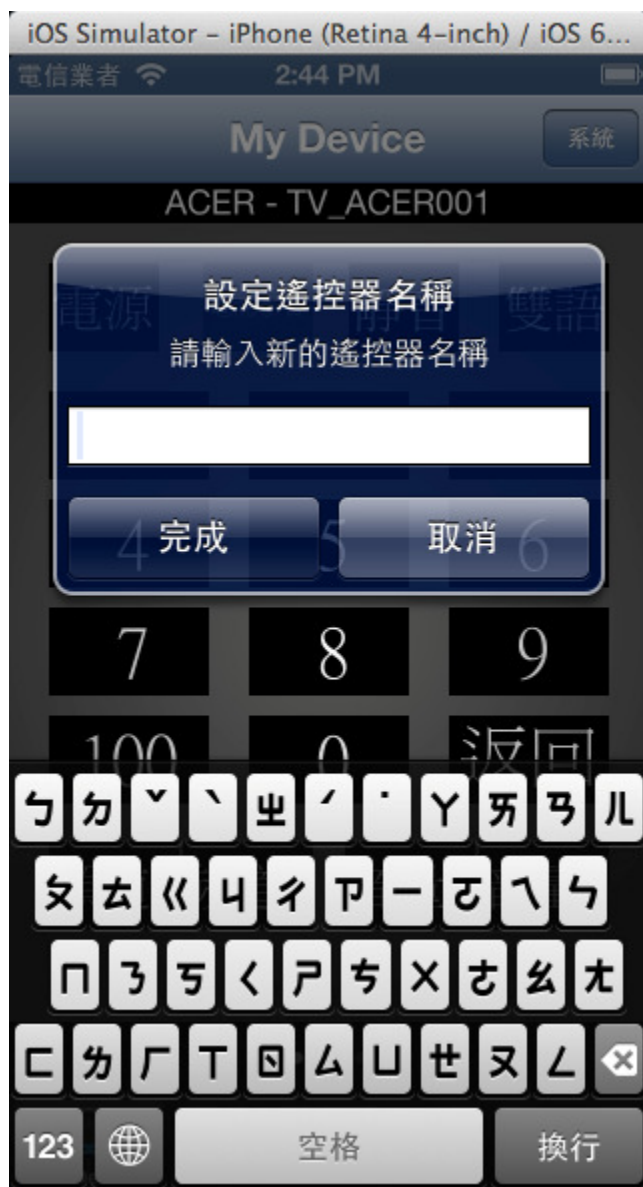 iOS Simulator – iPhone (Retina 4-inch) / iOS 6...
電信業者 2:44 PM
My Device 系統
ACER - TV_ACER001
電源 靜音 雙語
設定遙控器名稱
請輸入新的遙控器名稱
4 5 6
完成 取消
7 8 9
100 0 返回
ㄅ ㄉ ˇ ˋ ㄓ ˊ ˙ ㄚ ㄞ ㄢ ㄦ
ㄆ ㄊ ㄍ ㄐ ㄔ ㄗ ㄧ ㄛ ㄟ ㄣ
ㄇ ㄋ ㄎ ㄑ ㄕ ㄘ ㄨ ㄜ ㄠ ㄤ
ㄈ ㄌ ㄏ ㄒ ㄖ ㄙ ㄩ ㄝ ㄡ ㄥ
123 空格 換行